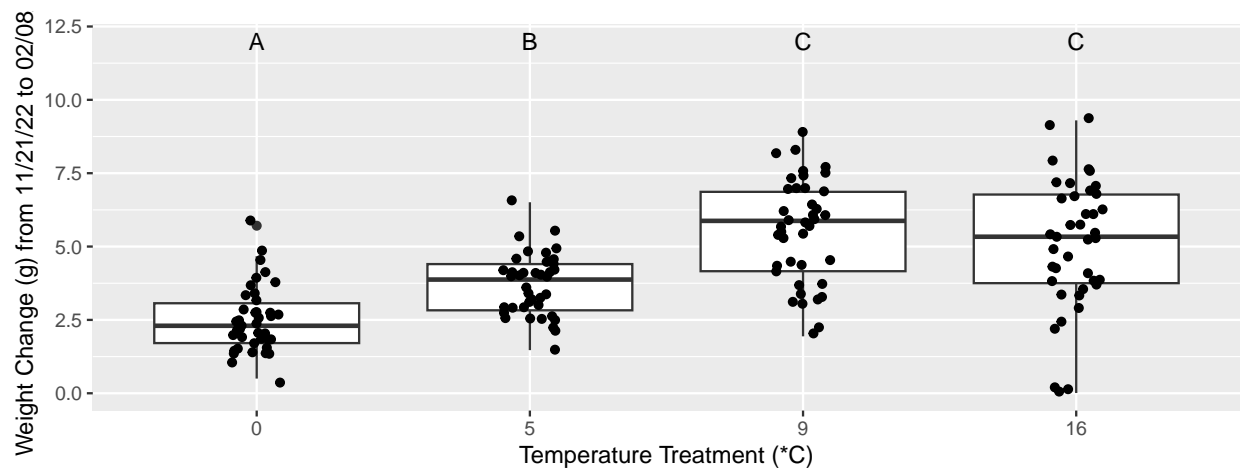 Weight Change (g) from 11/21/22 to 02/08
12.5
10.0
7.5
5.0
2.5
0.0
A B C C
0 5 9 16
Temperature Treatment (*C)